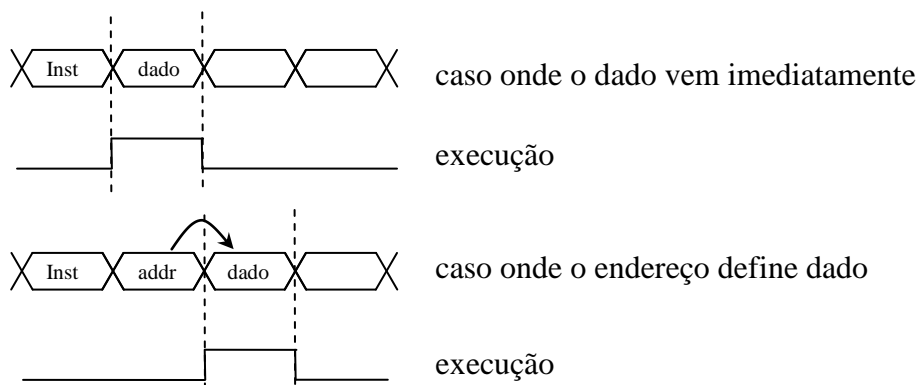 Inst dado caso onde o dado vem imediatamente
execução
Inst addr dado caso onde o endereço define dado
execução